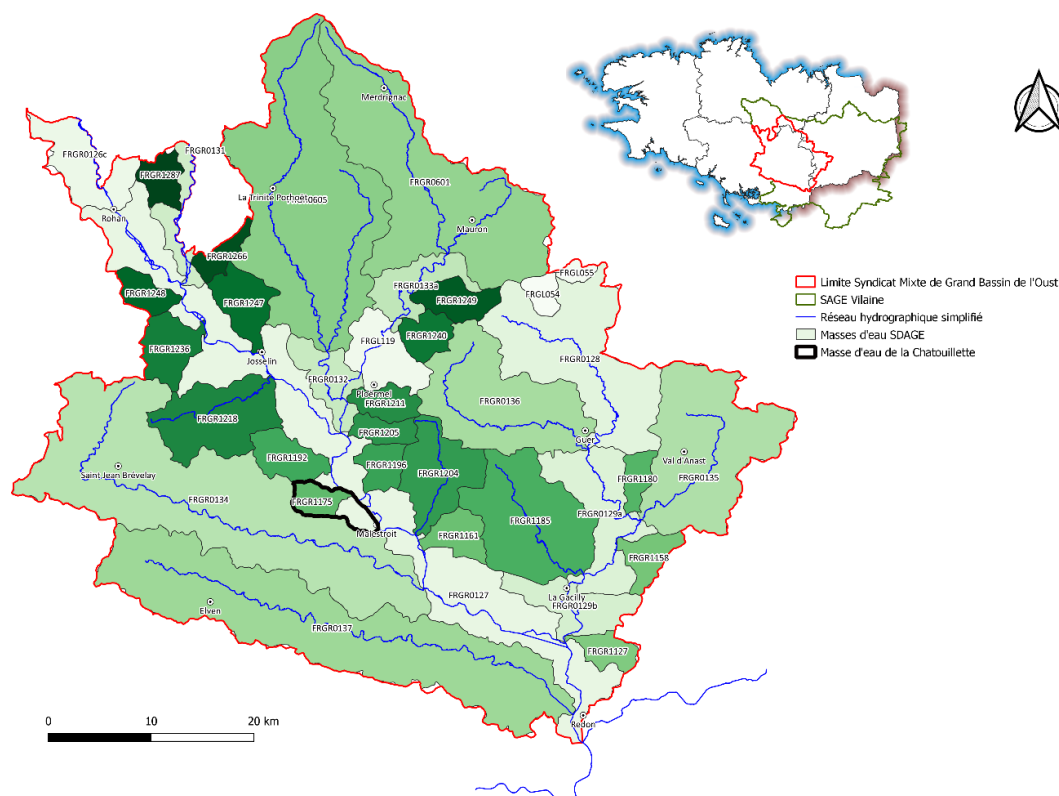 Merdrignac
FRGR0126c
FRGR0131
FRGR1287
FRGR0601
La Trinité Porhoët
GR0605
Rohan
Mauron
FRGR1266
FRGL055
FRGR0133a
FRGL054
FRGR1248
FRGR1247
FRGR1249
FRGR1240
FRGL119
FRGR1236
Josselin
FRGR0128
FRGR0132
Ploermel
FRGR1211
FRGR0136
FRGR1218
FRGR1205
Guer
Val d'Anast
FRGR1192
FRGR1196
FRGR1204
Saint Jean Brévelay
FRGR1180
FRGR0135
FRGR0134
FRGR1175
FRGR1185
FRGR0129a
Malestroit
FRGR1161
FRGR1158
FRGR0127
La Gacilly
FRGR0129b
Elven
FRGR0137
FRGR1127
Redon
0 10 20 km
Limite Syndicat Mixte de Grand Bassin de l'Oust
SAGE Vilaine
Réseau hydrographique simplifié
Masses d'eau SDAGE
Masse d'eau de la Chatouillette